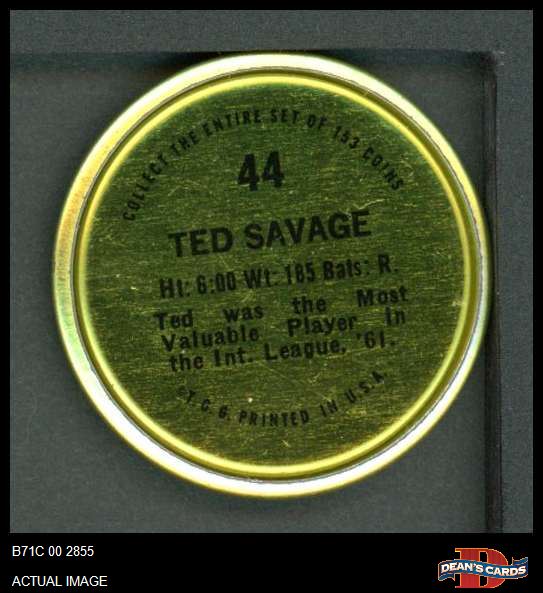 COLLECT THE ENTIRE SET OF 153 COINS
44
TED SAVAGE
Ht: 6:00 Wt: 185 Bats: R.
Ted was the Most
Valuable Player in
the Int. League, '61.
©T.C.G. PRINTED IN U.S.A.
B71C 00 2855
ACTUAL IMAGE
D
DEAN'S CARDS